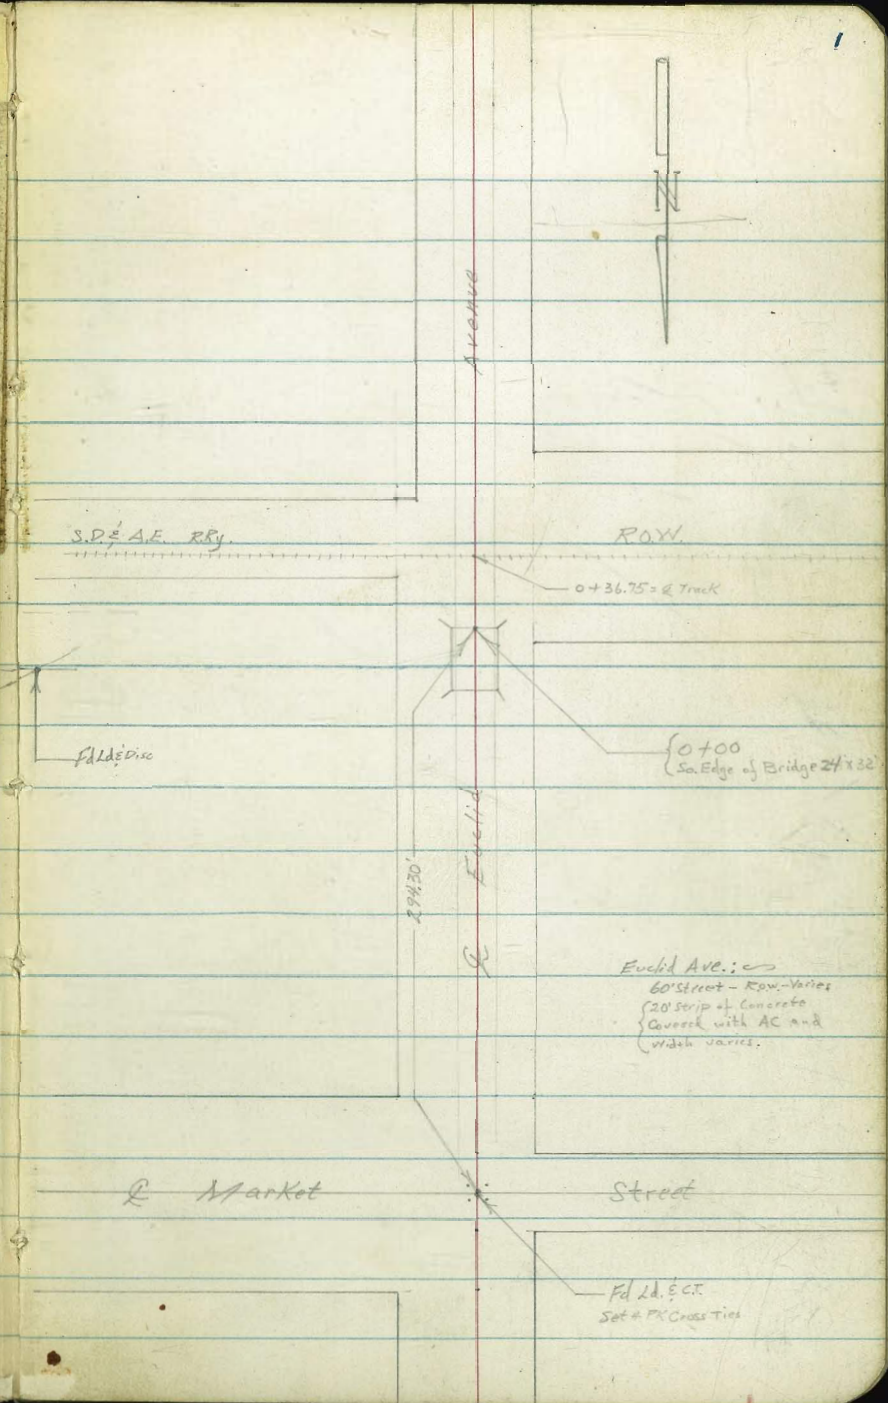 1
N
Avenue
S.D. & A.E. RRy.
R.O.W.
0+36.75 = ℄ Track
Fd Ld & Disc
0+00
So. Edge of Bridge 24' x 32'
294.30'
℄ Euclid
Euclid Ave.:
60' Street - R.O.W. - Varies
20' Strip of Concrete
Covered with AC and
Width varies.
℄ Market Street
Fd Ld. & C.T.
Set 4 PK Cross Ties